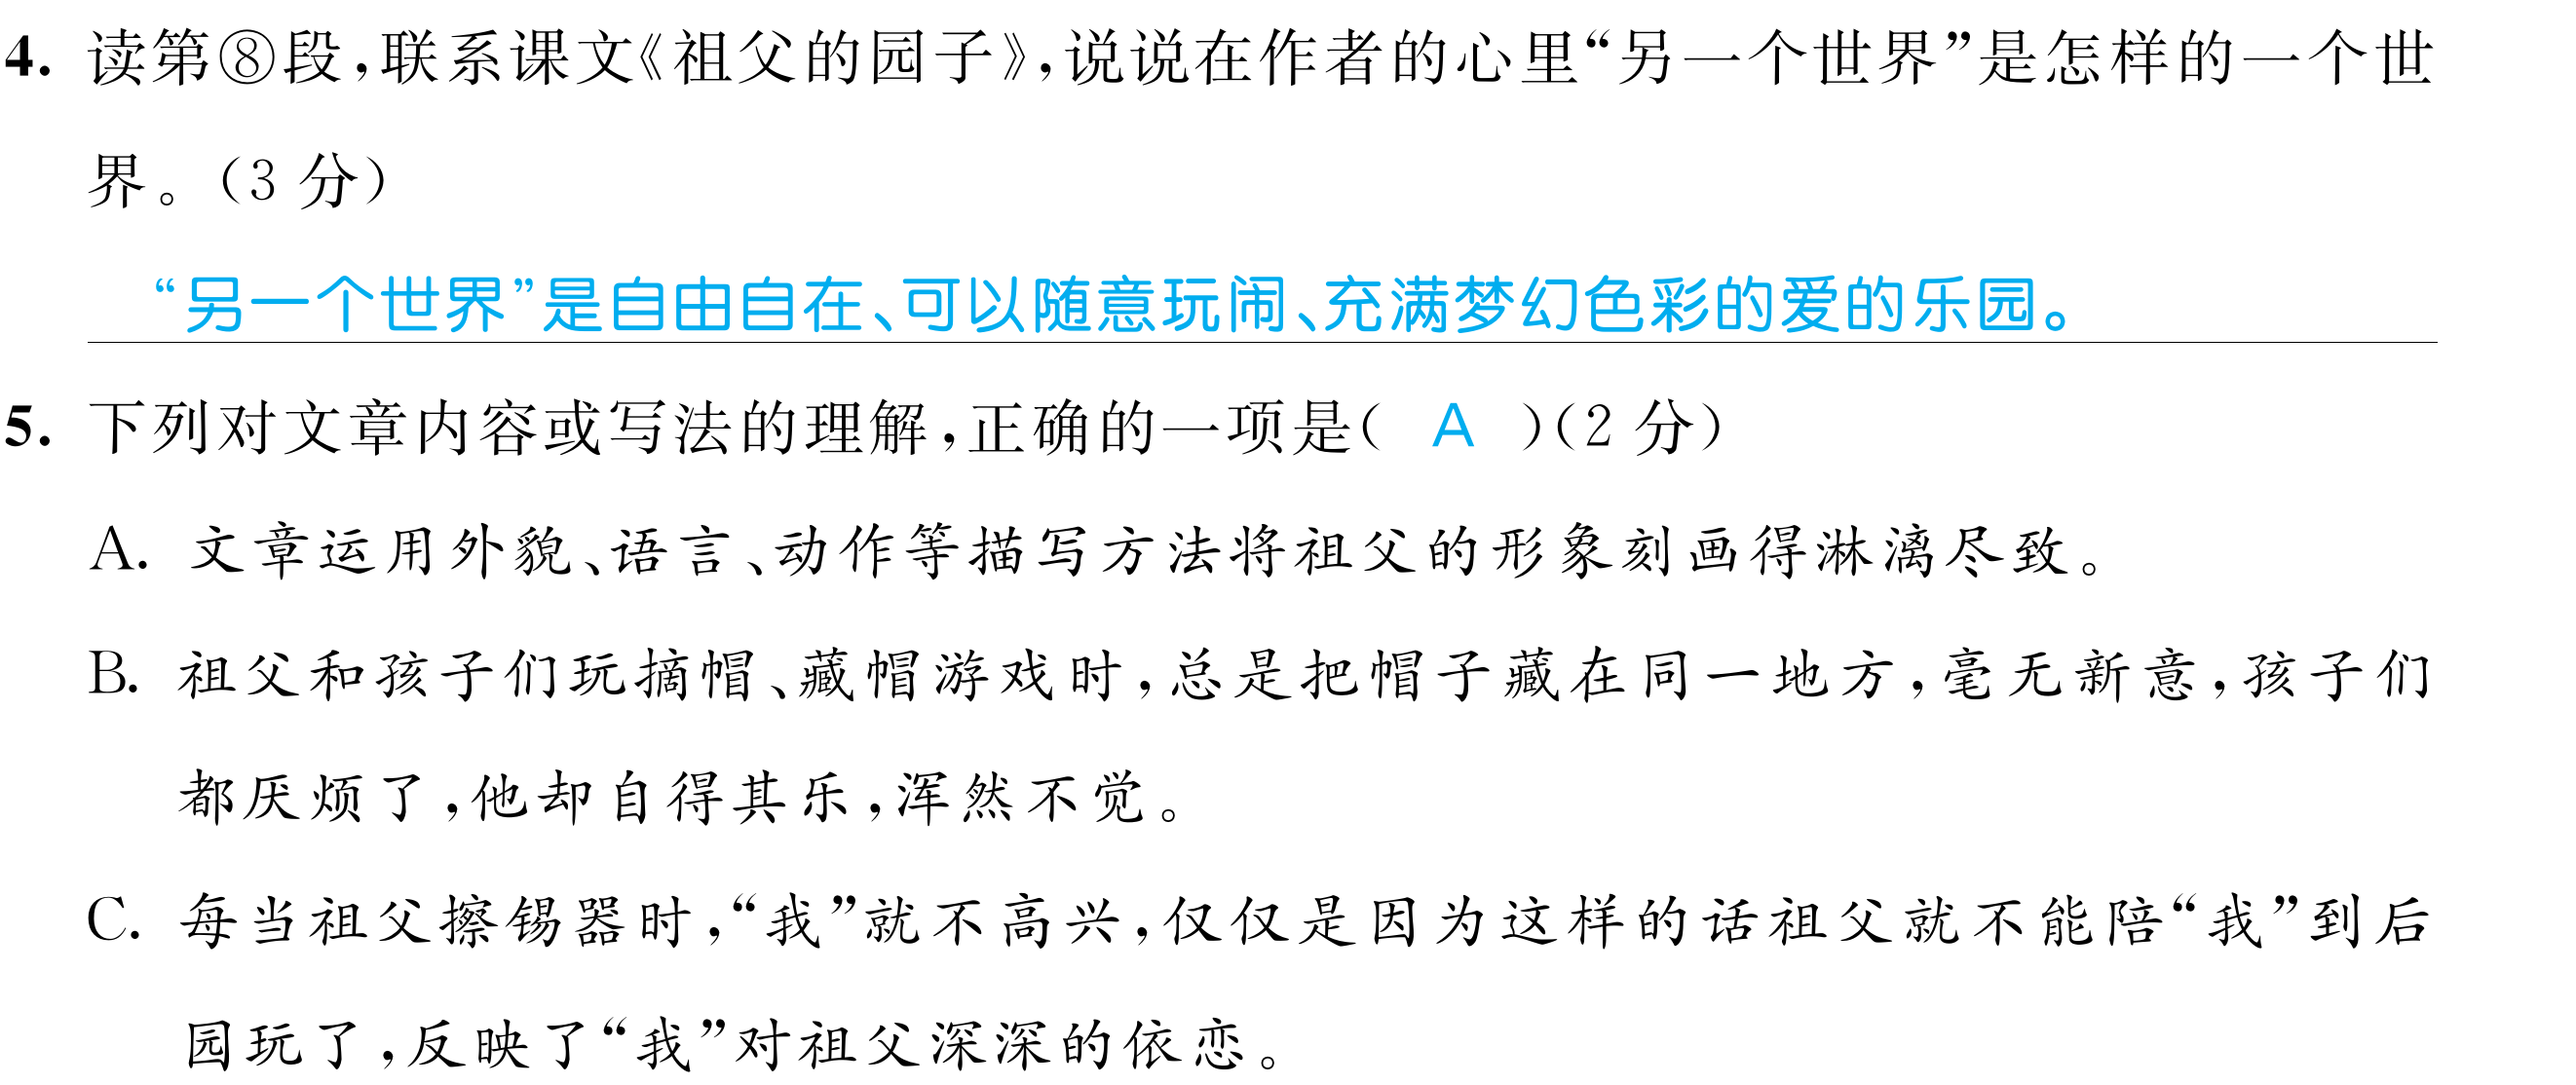 4. 读第⑧段,联系课文《祖父的园子》,说说在作者的心里“另一个世界”是怎样的一个世
界。(3 分)
“另一个世界”是自由自在、可以随意玩闹、充满梦幻色彩的爱的乐园。
5. 下列对文章内容或写法的理解,正确的一项是( A )(2 分)
A. 文章运用外貌、语言、动作等描写方法将祖父的形象刻画得淋漓尽致。
B. 祖父和孩子们玩摘帽、藏帽游戏时,总是把帽子藏在同一地方,毫无新意,孩子们
都厌烦了,他却自得其乐,浑然不觉。
C. 每当祖父擦锡器时,“我”就不高兴,仅仅是因为这样的话祖父就不能陪“我”到后
园玩了,反映了“我”对祖父深深的依恋。